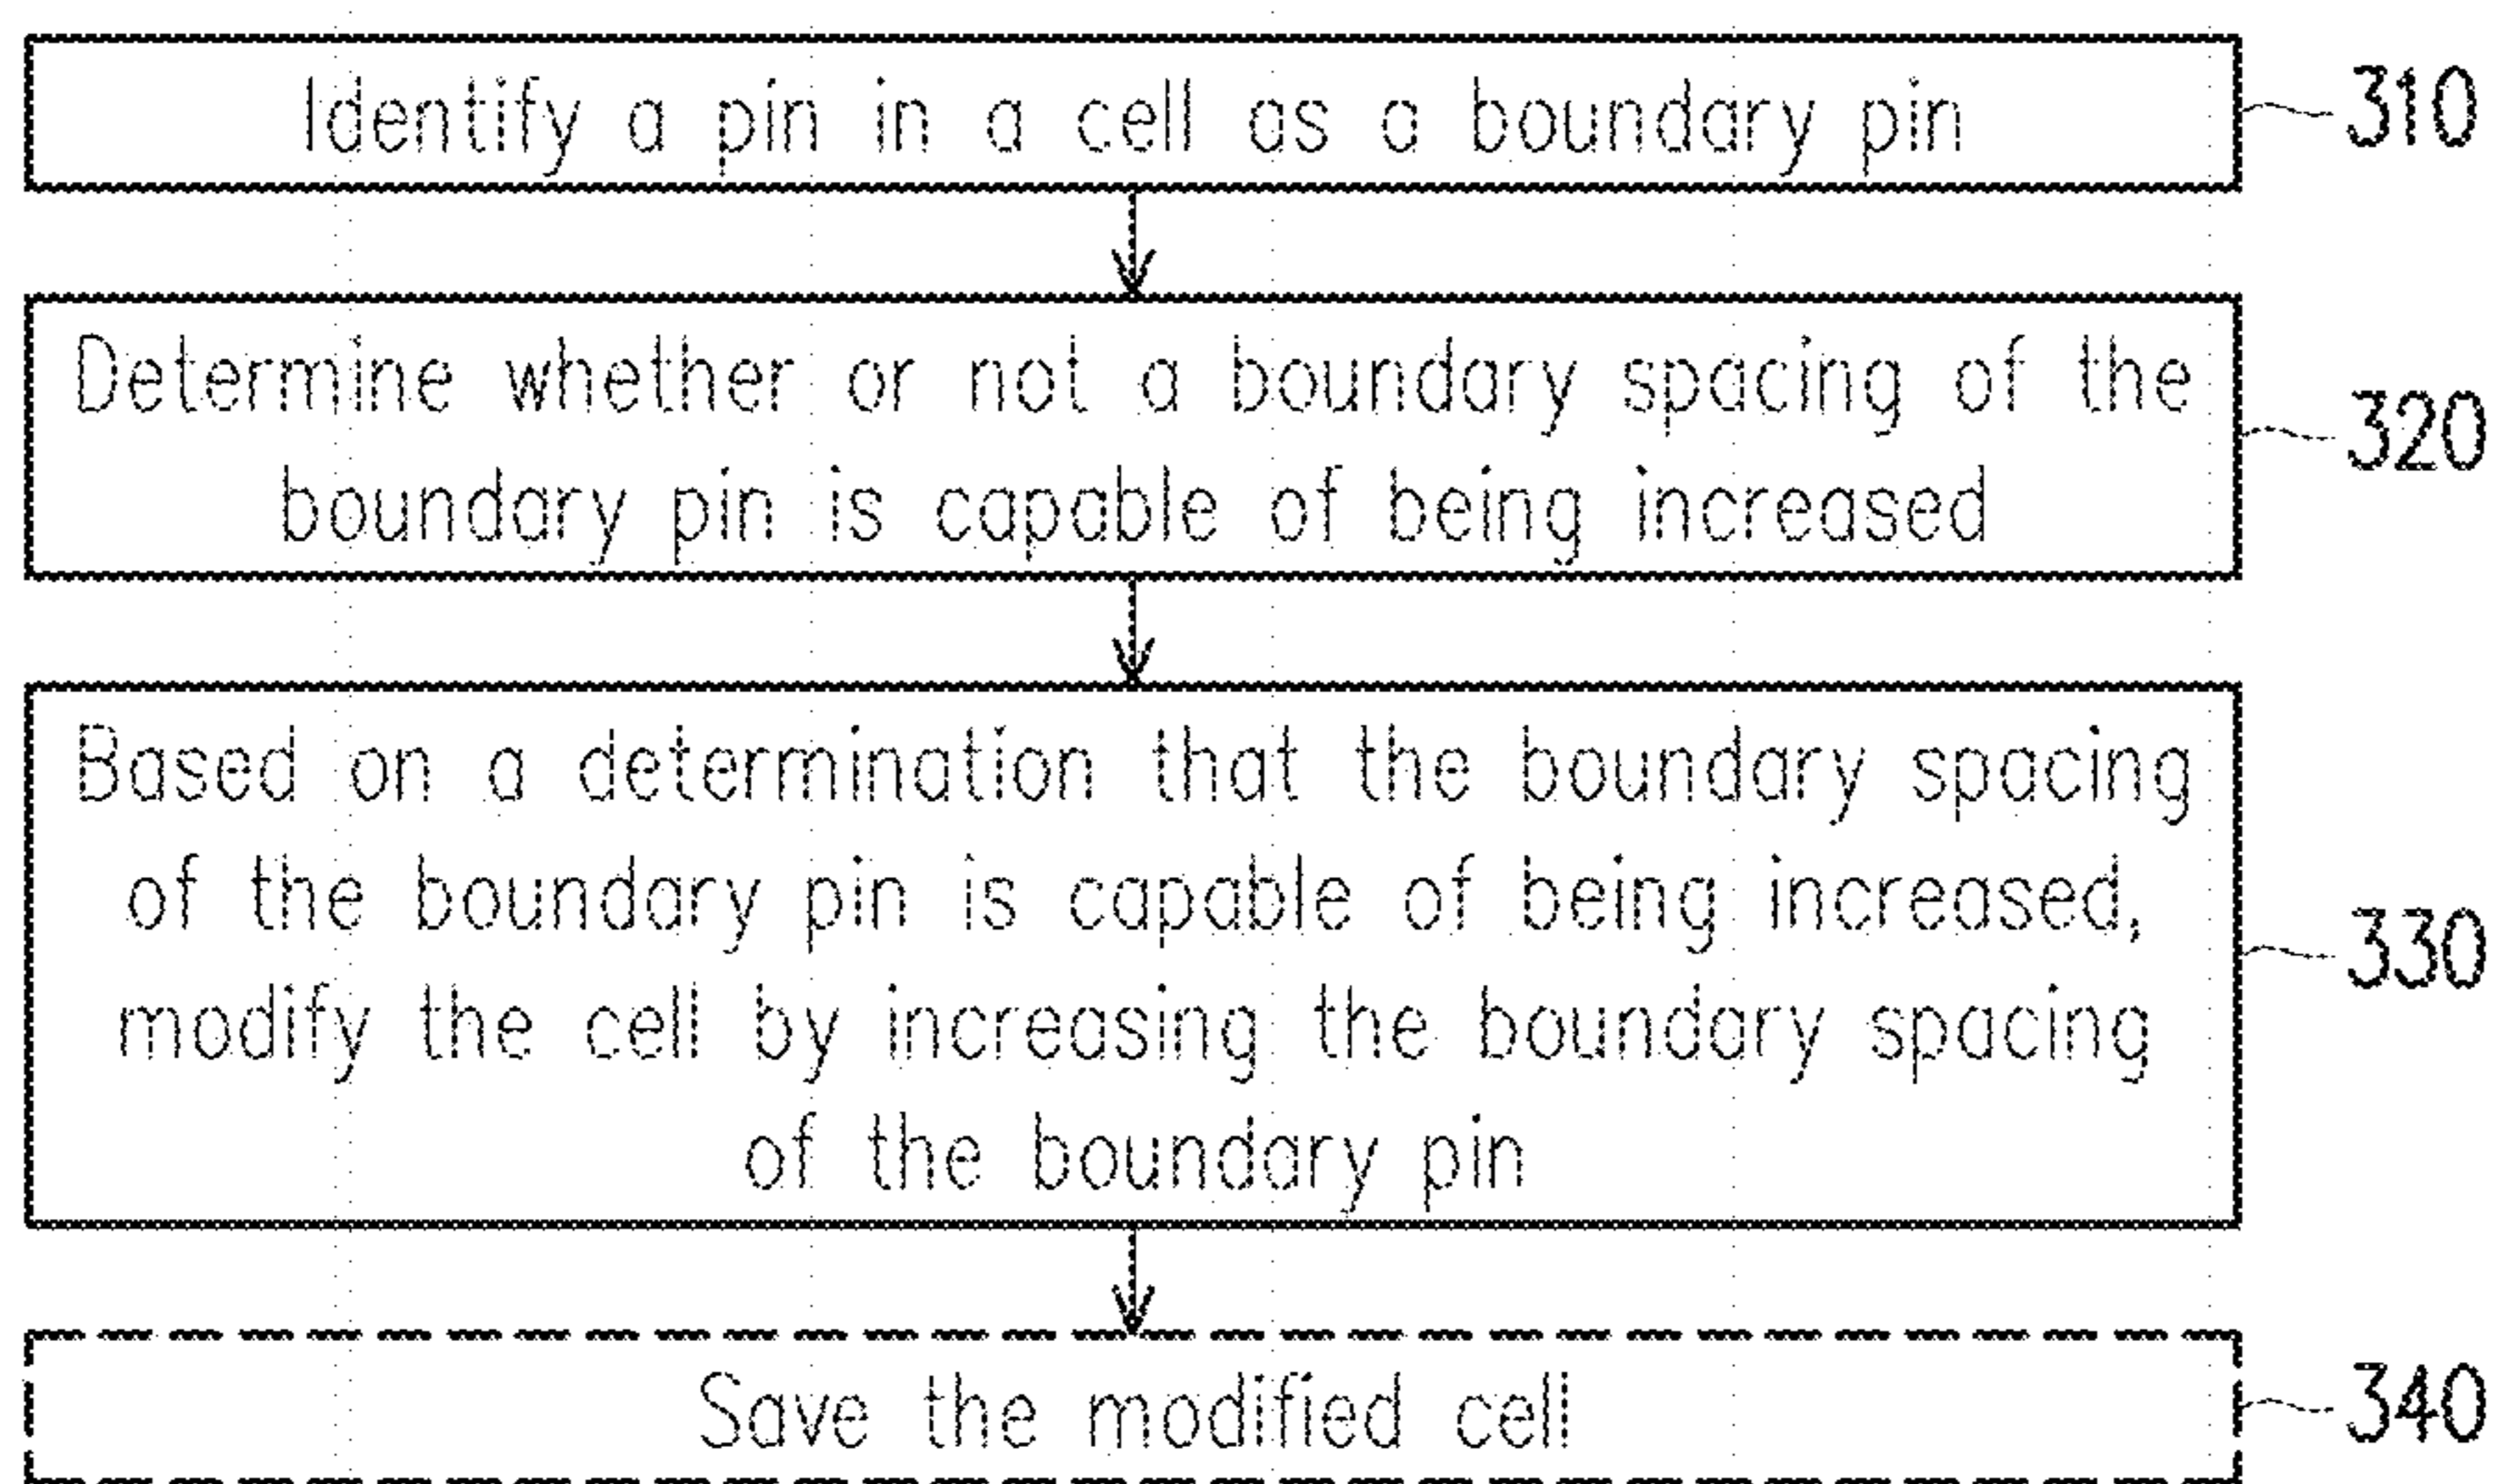 Identify a pin in a cell as a boundary pin
310
Determine whether or not a boundary spacing of the
boundary pin is capable of being increased
320
Based on a determination that the boundary spacing
of the boundary pin is capable of being increased,
modify the cell by increasing the boundary spacing
of the boundary pin
330
Save the modified cell
340